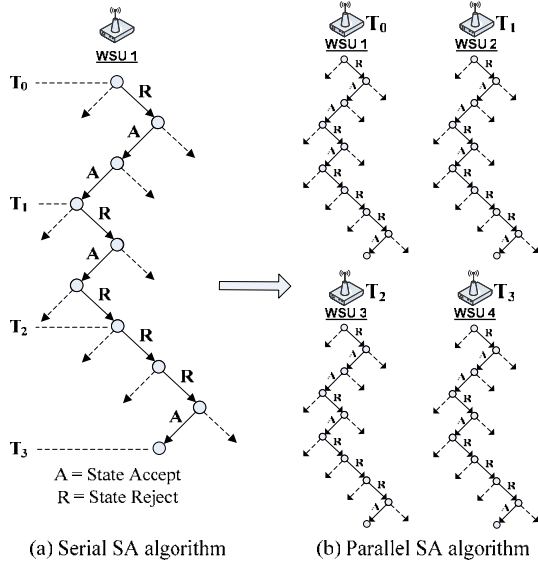 WSU 1
T₀
R
A
A
T₁
R
A
R
T₂
R
R
A
T₃
A = State Accept
R = State Reject
(a) Serial SA algorithm
T₀
WSU 1
R
A
A
R
A
R
R
R
A
T₁
WSU 2
R
A
A
R
A
R
R
R
A
T₂
WSU 3
R
A
A
R
A
R
R
R
A
T₃
WSU 4
R
A
A
R
A
R
R
R
A
(b) Parallel SA algorithm